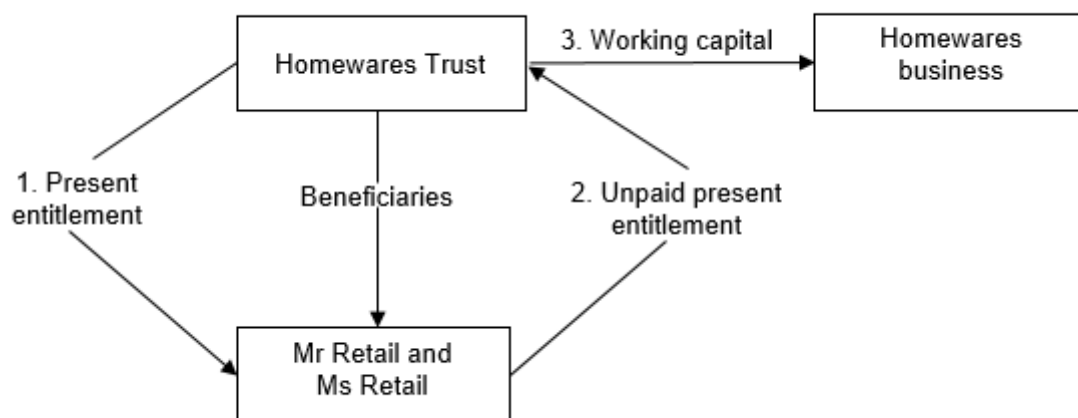 Homewares Trust
3. Working capital
Homewares
business
1. Present
entitlement
Beneficiaries
2. Unpaid present
entitlement
Mr Retail and
Ms Retail